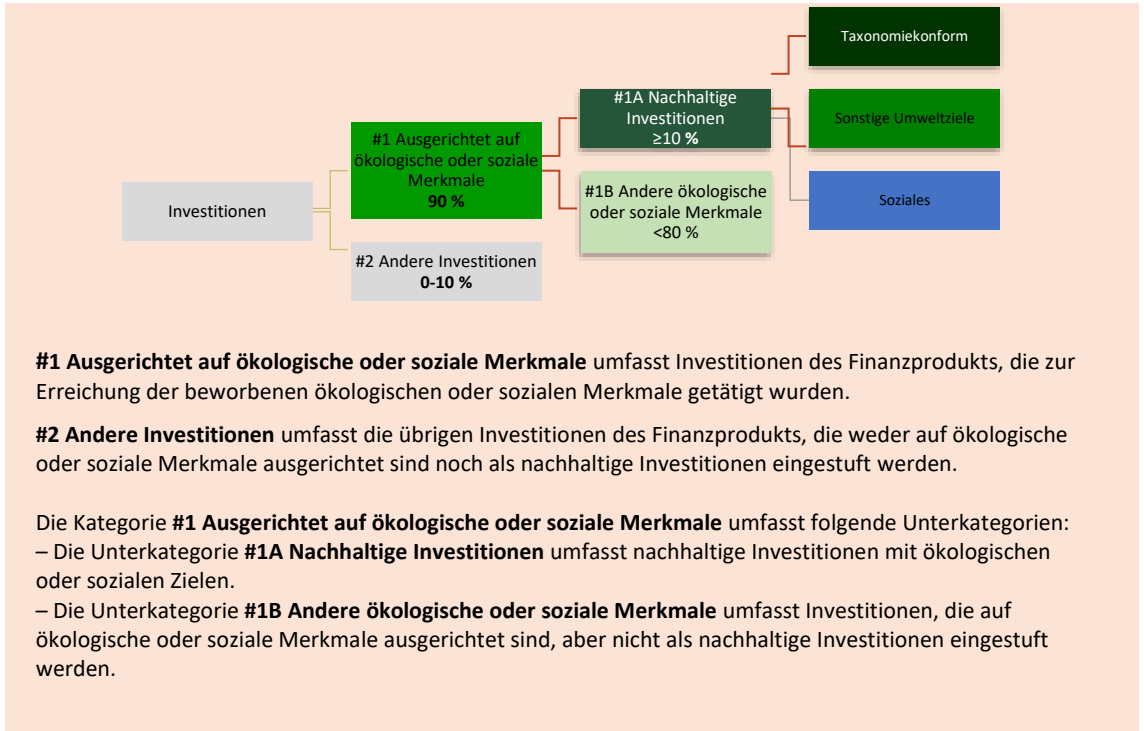 Taxonomiekonform
#1A Nachhaltige
Investitionen
≥10 %
Sonstige Umweltziele
#1 Ausgerichtet auf
ökologische oder soziale
Merkmale
90 %
#1B Andere ökologische
oder soziale Merkmale
<80 %
Soziales
Investitionen
#2 Andere Investitionen
0-10 %
#1 Ausgerichtet auf ökologische oder soziale Merkmale umfasst Investitionen des Finanzprodukts, die zur
Erreichung der beworbenen ökologischen oder sozialen Merkmale getätigt wurden.
#2 Andere Investitionen umfasst die übrigen Investitionen des Finanzprodukts, die weder auf ökologische
oder soziale Merkmale ausgerichtet sind noch als nachhaltige Investitionen eingestuft werden.
Die Kategorie #1 Ausgerichtet auf ökologische oder soziale Merkmale umfasst folgende Unterkategorien:
– Die Unterkategorie #1A Nachhaltige Investitionen umfasst nachhaltige Investitionen mit ökologischen
oder sozialen Zielen.
– Die Unterkategorie #1B Andere ökologische oder soziale Merkmale umfasst Investitionen, die auf
ökologische oder soziale Merkmale ausgerichtet sind, aber nicht als nachhaltige Investitionen eingestuft
werden.